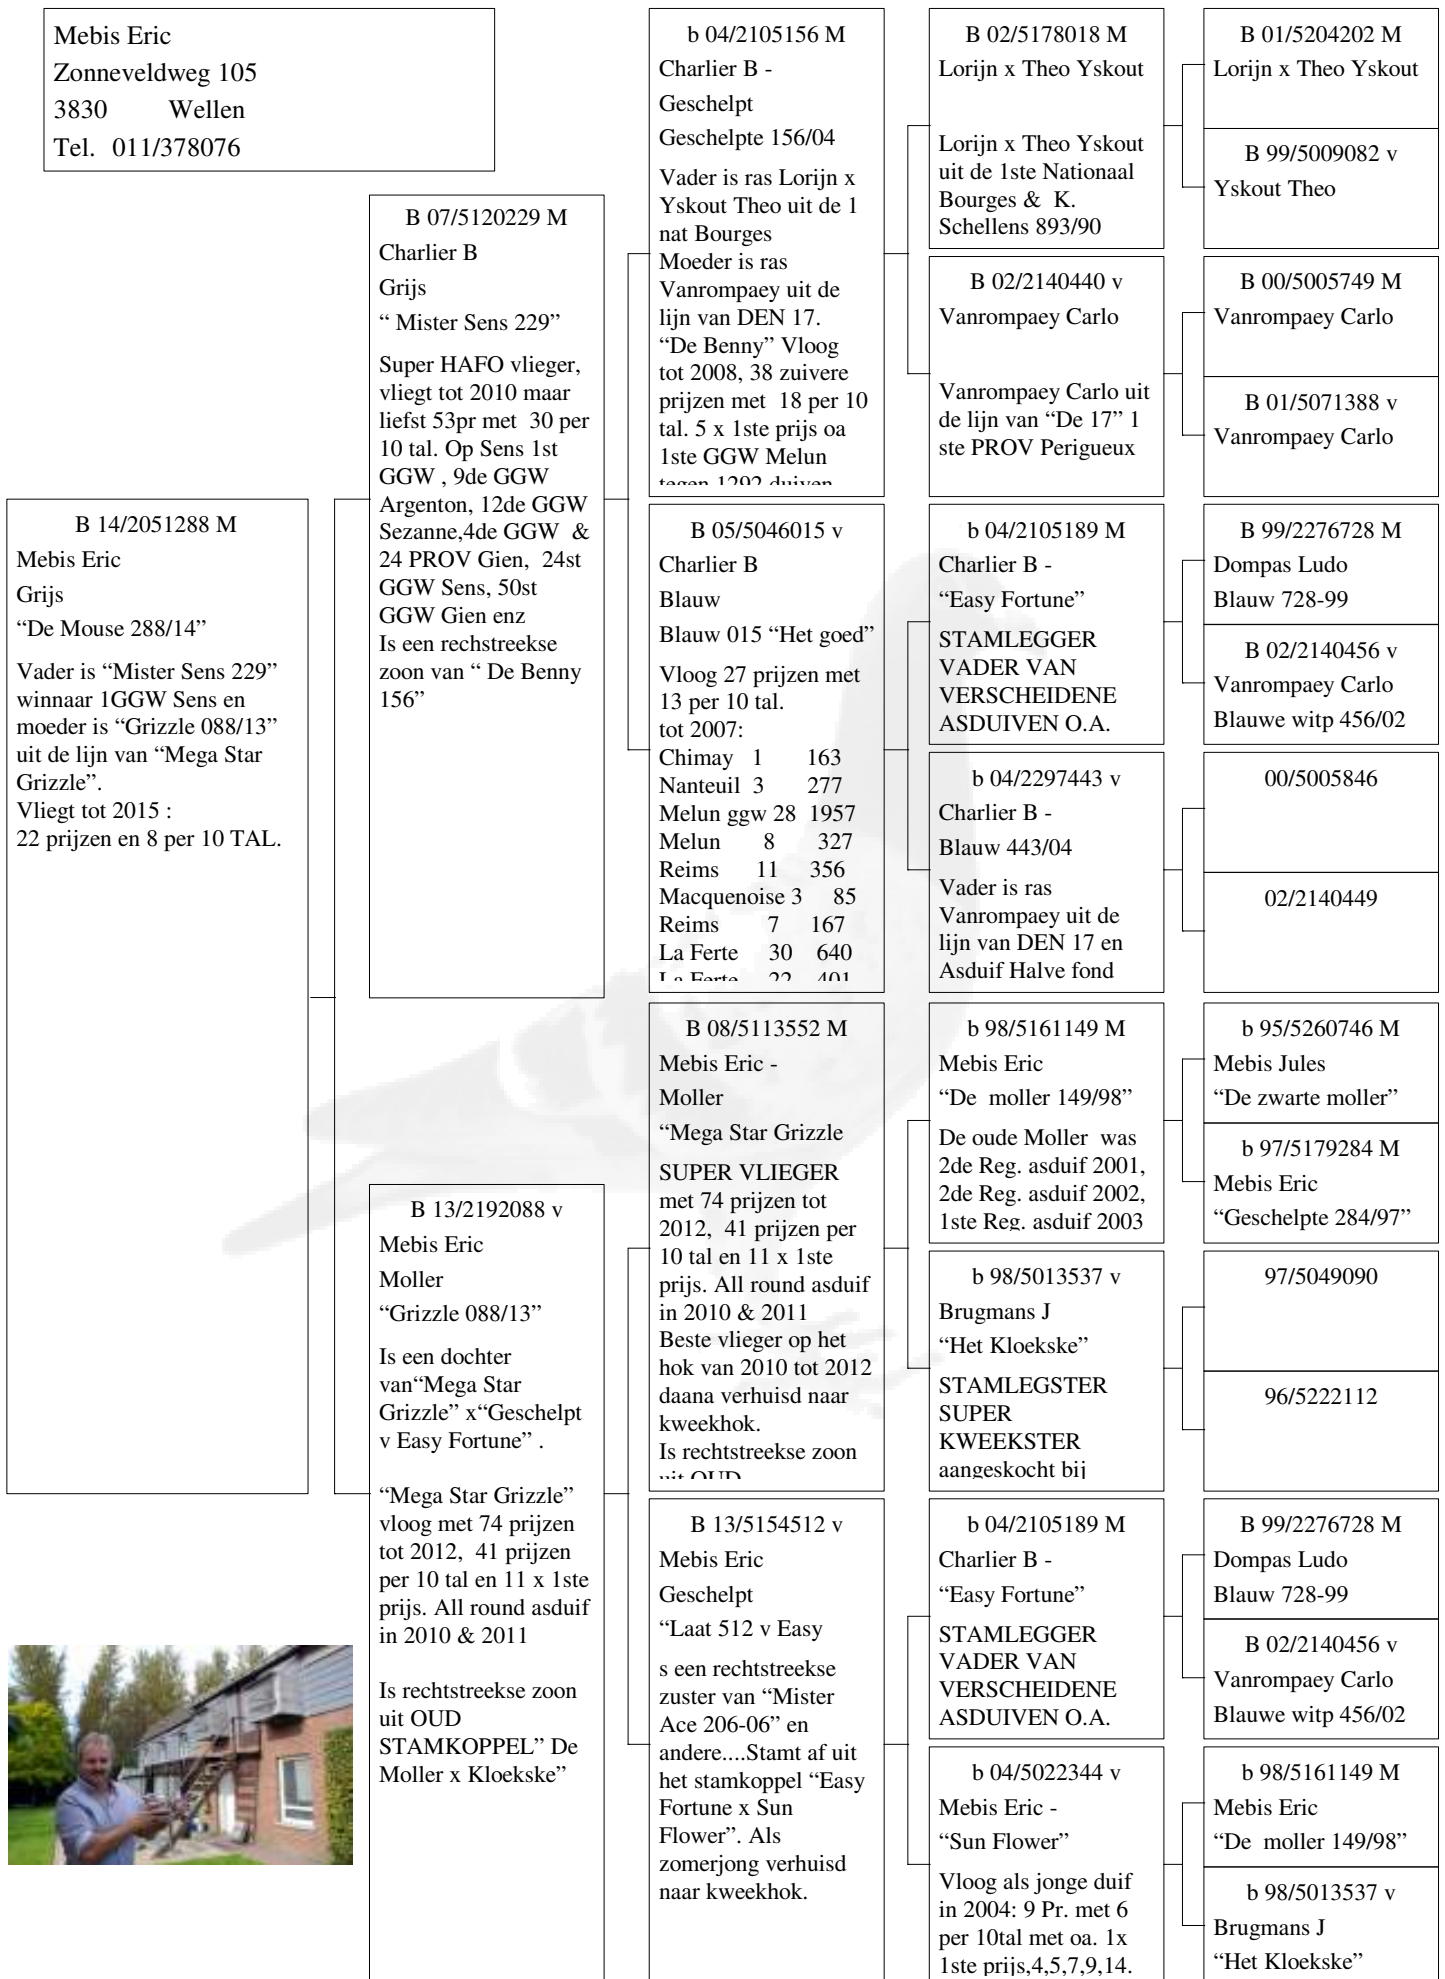 Mebis Eric
Zonneveldweg 105
3830 Wellen
Tel. 011/378076
B 14/2051288 M
Mebis Eric
Grijs
“De Mouse 288/14”
Vader is “Mister Sens 229”
winnaar 1GGW Sens en
moeder is “Grizzle 088/13”
uit de lijn van “Mega Star
Grizzle”.
Vliegt tot 2015 :
22 prijzen en 8 per 10 TAL.
B 07/5120229 M
Charlier B
Grijs
“ Mister Sens 229”
Super HAFO vlieger,
vliegt tot 2010 maar
liefst 53pr met 30 per
10 tal. Op Sens 1st
GGW , 9de GGW
Argenton, 12de GGW
Sezanne,4de GGW &
24 PROV Gien, 24st
GGW Sens, 50st
GGW Gien enz
Is een rechstreekse
zoon van “ De Benny
156”
B 13/2192088 v
Mebis Eric
Moller
“Grizzle 088/13”
Is een dochter
van“Mega Star
Grizzle” x“Geschelpt
v Easy Fortune” .
“Mega Star Grizzle”
vloog met 74 prijzen
tot 2012, 41 prijzen
per 10 tal en 11 x 1ste
prijs. All round asduif
in 2010 & 2011
Is rechtstreekse zoon
uit OUD
STAMKOPPEL” De
Moller x Kloekske”
b 04/2105156 M
Charlier B -
Geschelpt
Geschelpte 156/04
Vader is ras Lorijn x
Yskout Theo uit de 1
nat Bourges
Moeder is ras
Vanrompaey uit de
lijn van DEN 17.
“De Benny” Vloog
tot 2008, 38 zuivere
prijzen met 18 per 10
tal. 5 x 1ste prijs oa
1ste GGW Melun
tegen 1292 duiven
B 05/5046015 v
Charlier B
Blauw
Blauw 015 “Het goed”
Vloog 27 prijzen met
13 per 10 tal.
tot 2007:
Chimay 1 163
Nanteuil 3 277
Melun ggw 28 1957
Melun 8 327
Reims 11 356
Macquenoise 3 85
Reims 7 167
La Ferte 30 640
La Ferte 22 401
B 08/5113552 M
Mebis Eric -
Moller
“Mega Star Grizzle
SUPER VLIEGER
met 74 prijzen tot
2012, 41 prijzen per
10 tal en 11 x 1ste
prijs. All round asduif
in 2010 & 2011
Beste vlieger op het
hok van 2010 tot 2012
daana verhuisd naar
kweekhok.
Is rechtstreekse zoon
uit OUD
B 13/5154512 v
Mebis Eric
Geschelpt
“Laat 512 v Easy
s een rechtstreekse
zuster van “Mister
Ace 206-06” en
andere....Stamt af uit
het stamkoppel “Easy
Fortune x Sun
Flower”. Als
zomerjong verhuisd
naar kweekhok.
B 02/5178018 M
Lorijn x Theo Yskout
Lorijn x Theo Yskout
uit de 1ste Nationaal
Bourges & K.
Schellens 893/90
B 02/2140440 v
Vanrompaey Carlo
Vanrompaey Carlo uit
de lijn van “De 17” 1
ste PROV Perigueux
b 04/2105189 M
Charlier B -
“Easy Fortune”
STAMLEGGER
VADER VAN
VERSCHEIDENE
ASDUIVEN O.A.
b 04/2297443 v
Charlier B -
Blauw 443/04
Vader is ras
Vanrompaey uit de
lijn van DEN 17 en
Asduif Halve fond
b 98/5161149 M
Mebis Eric
“De moller 149/98”
De oude Moller was
2de Reg. asduif 2001,
2de Reg. asduif 2002,
1ste Reg. asduif 2003
b 98/5013537 v
Brugmans J
“Het Kloekske”
STAMLEGSTER
SUPER
KWEEKSTER
aangeskocht bij
b 04/2105189 M
Charlier B -
“Easy Fortune”
STAMLEGGER
VADER VAN
VERSCHEIDENE
ASDUIVEN O.A.
b 04/5022344 v
Mebis Eric -
“Sun Flower”
Vloog als jonge duif
in 2004: 9 Pr. met 6
per 10tal met oa. 1x
1ste prijs,4,5,7,9,14.
B 01/5204202 M
Lorijn x Theo Yskout
B 99/5009082 v
Yskout Theo
B 00/5005749 M
Vanrompaey Carlo
B 01/5071388 v
Vanrompaey Carlo
B 99/2276728 M
Dompas Ludo
Blauw 728-99
B 02/2140456 v
Vanrompaey Carlo
Blauwe witp 456/02
00/5005846
02/2140449
b 95/5260746 M
Mebis Jules
“De zwarte moller”
b 97/5179284 M
Mebis Eric
“Geschelpte 284/97”
97/5049090
96/5222112
B 99/2276728 M
Dompas Ludo
Blauw 728-99
B 02/2140456 v
Vanrompaey Carlo
Blauwe witp 456/02
b 98/5161149 M
Mebis Eric
“De moller 149/98”
b 98/5013537 v
Brugmans J
“Het Kloekske”